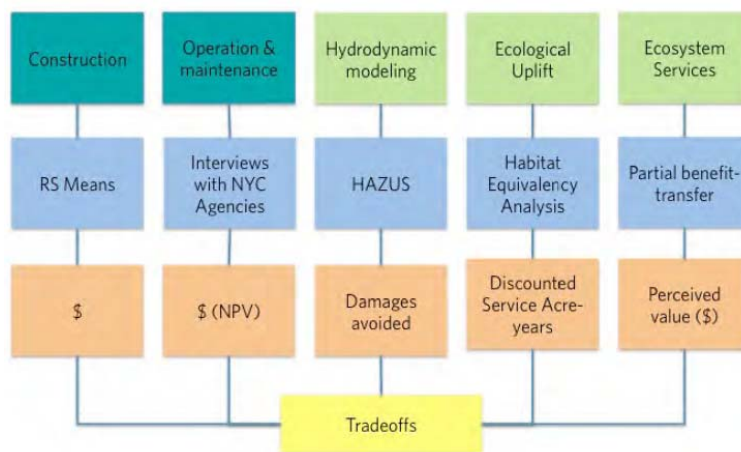 Construction
Operation &
maintenance
Hydrodynamic
modeling
Ecological
Uplift
Ecosystem
Services
RS Means
Interviews
with NYC
Agencies
HAZUS
Habitat
Equivalency
Analysis
Partial benefit-
transfer
$
$ (NPV)
Damages
avoided
Discounted
Service Acre-
years
Perceived
value ($)
Tradeoffs